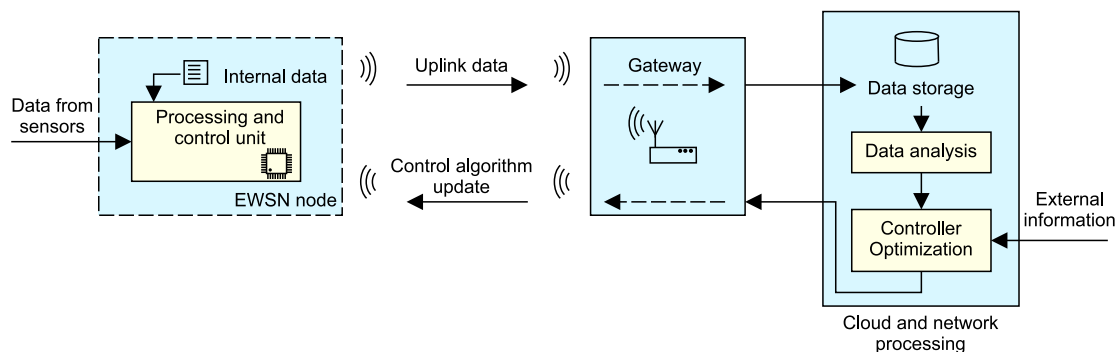 Data from
sensors
Internal data
Processing and
control unit
EWSN node
Uplink data
Control algorithm
update
Gateway
Data storage
Data analysis
Controller
Optimization
External
information
Cloud and network
processing